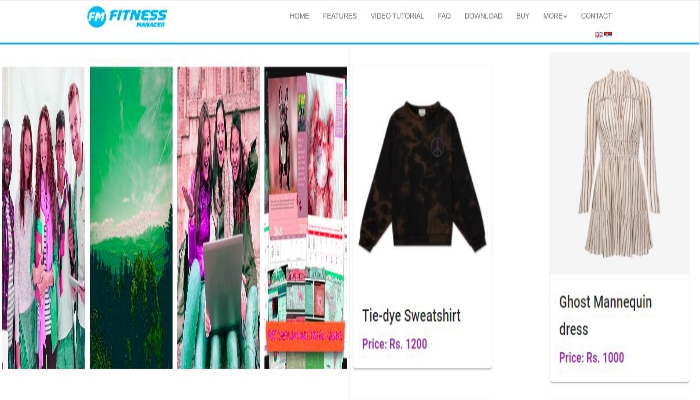 FM FITNESS
MANAGER
HOME FEATURES VIDEO TUTORIAL FAQ DOWNLOAD BUY MORE CONTACT
Tie-dye Sweatshirt
Price: Rs. 1200
Ghost Mannequin
dress
Price: Rs. 1000